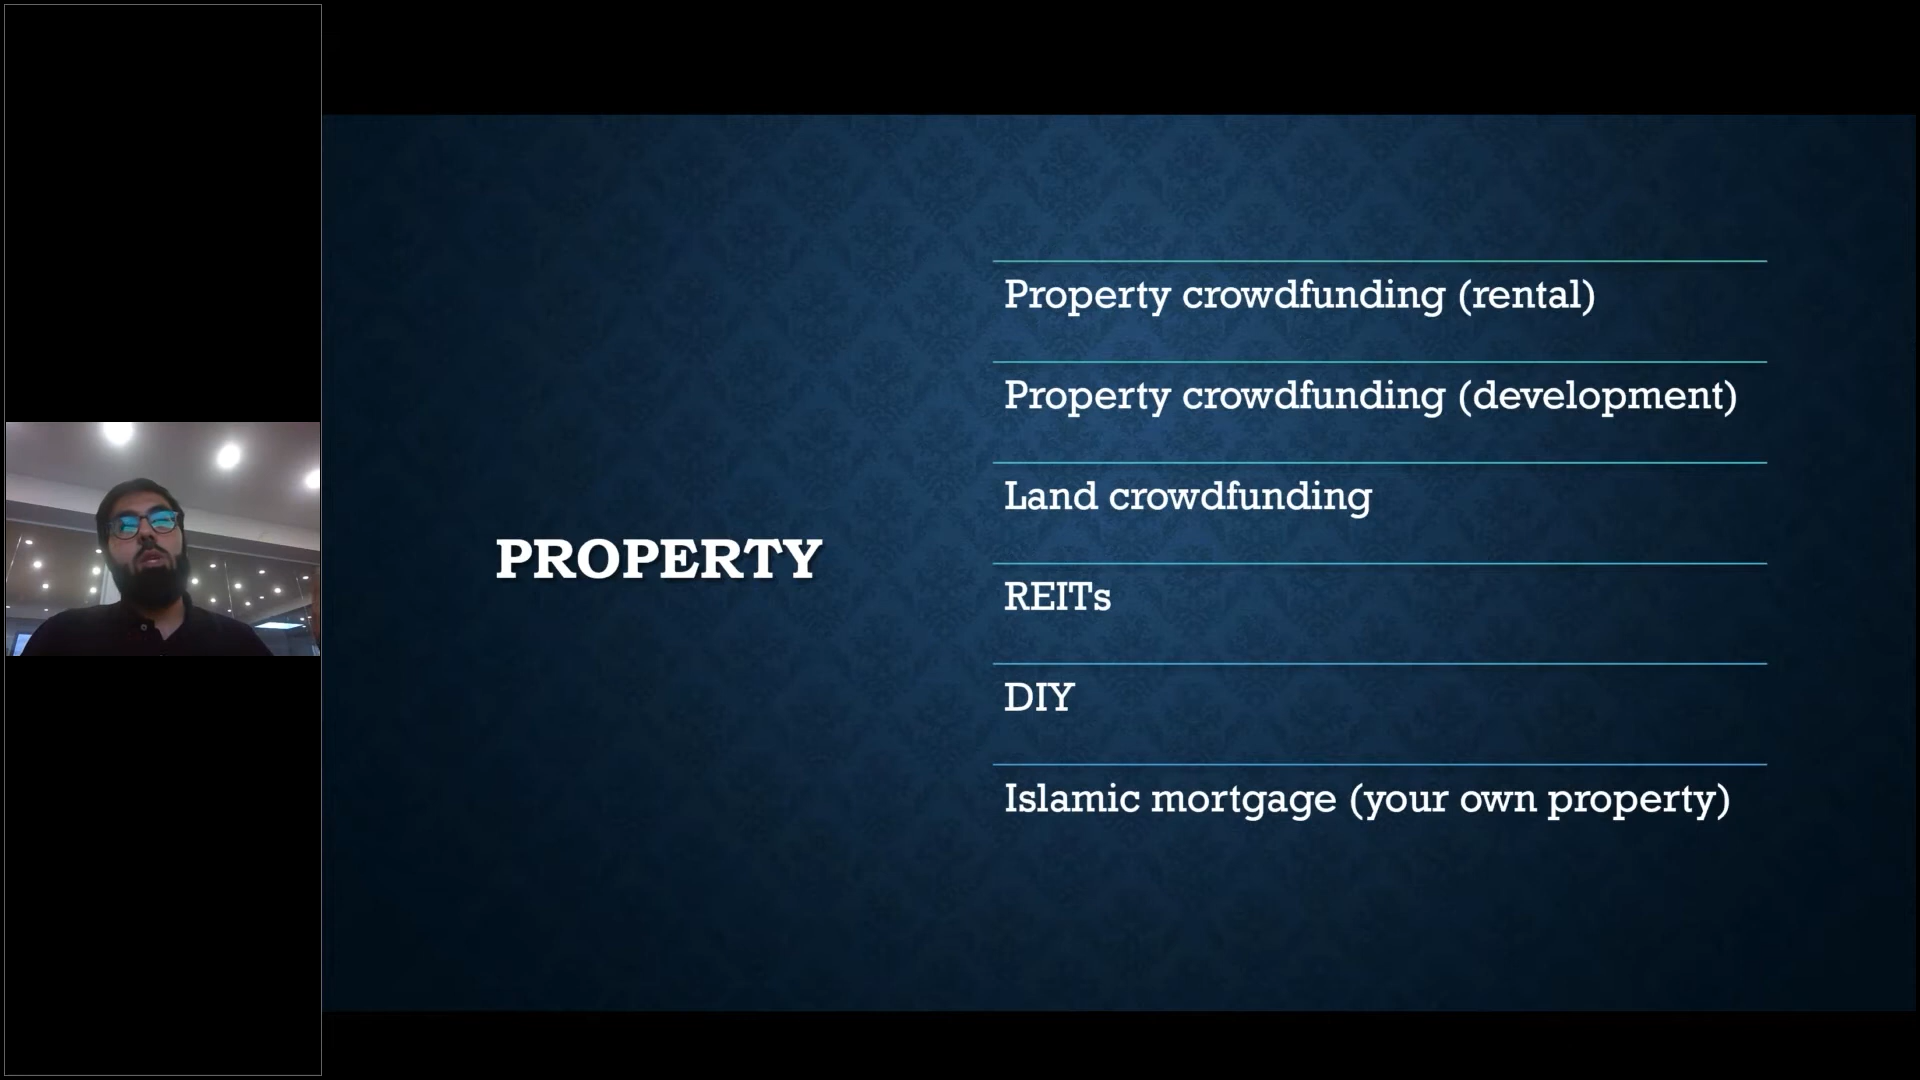 PROPERTY
Property crowdfunding (rental)
Property crowdfunding (development)
Land crowdfunding
REITs
DIY
Islamic mortgage (your own property)